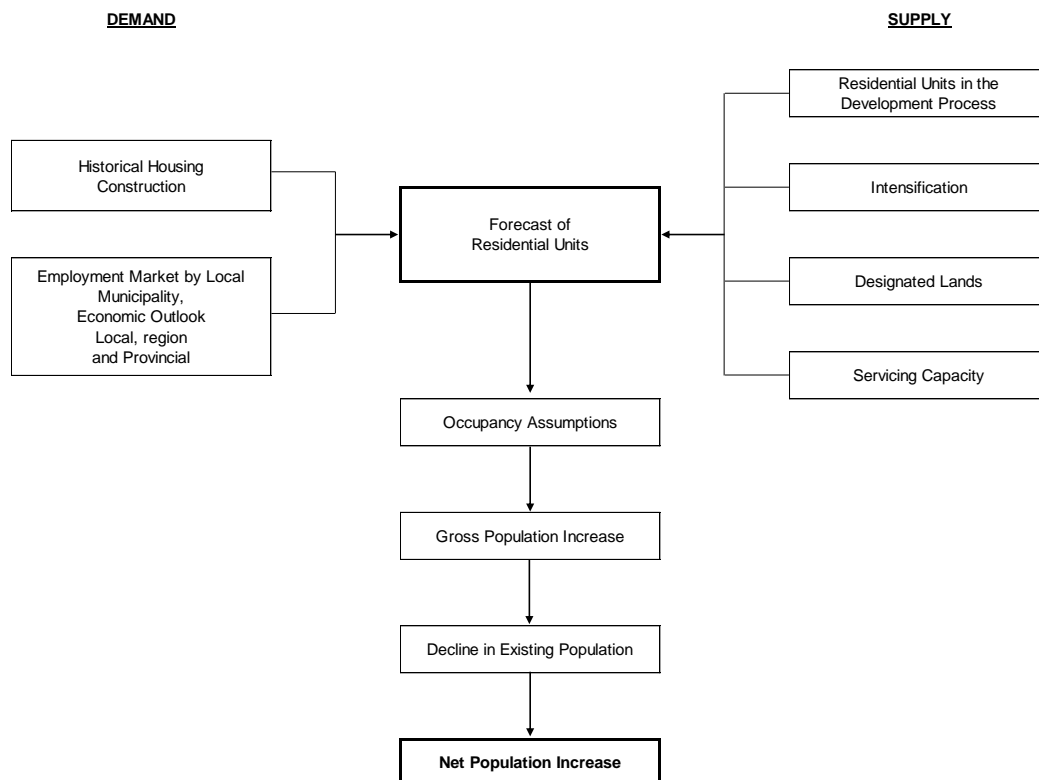 DEMAND
SUPPLY
Residential Units in the
Development Process
Historical Housing
Construction
Intensification
Forecast of
Residential Units
Employment Market by Local
Municipality,
Economic Outlook
Local, region
and Provincial
Designated Lands
Servicing Capacity
Occupancy Assumptions
Gross Population Increase
Decline in Existing Population
Net Population Increase